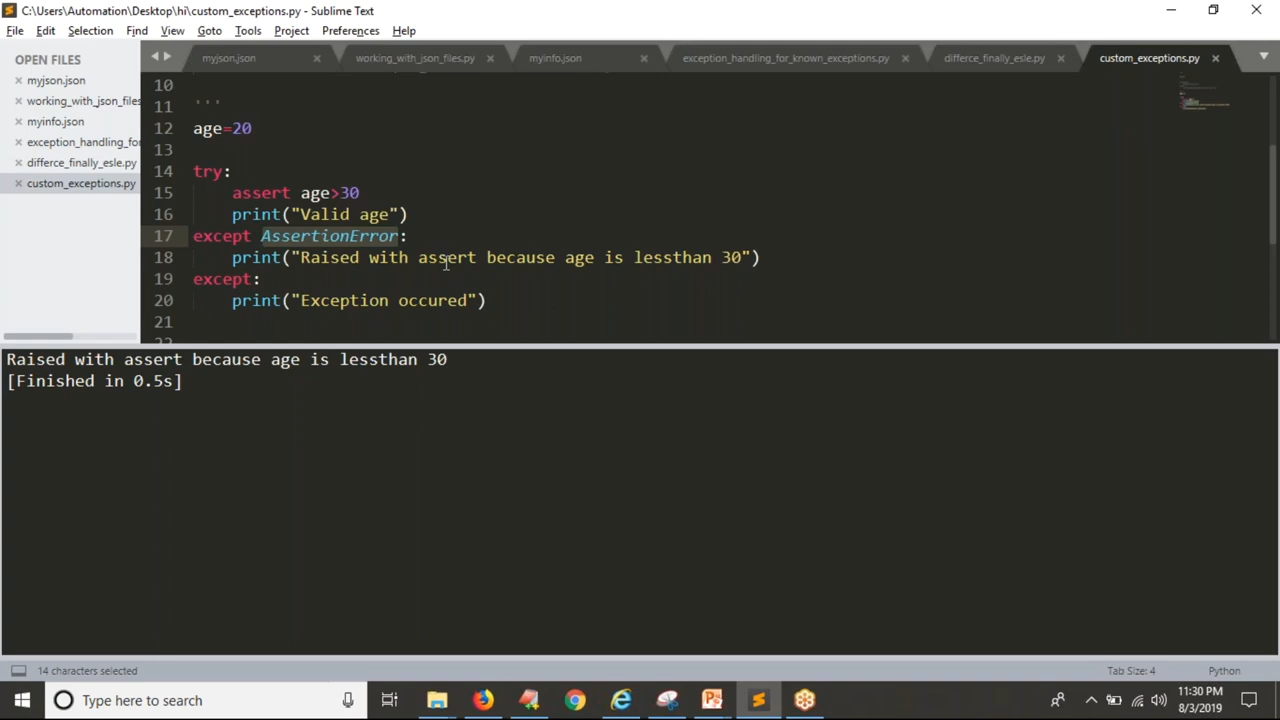 C:\Users\Automation\Desktop\hi\custom_exceptions.py - Sublime Text
File Edit Selection Find View Goto Tools Project Preferences Help
OPEN FILES
myjson.json
working_with_json_files
myinfo.json
exception_handling_for
differce_finally_esle.py
custom_exceptions.py
myjson.json working_with_json_files.py myinfo.json exception_handling_for_known_exceptions.py differce_finally_esle.py custom_exceptions.py
10
11 '''
12 age=20
13
14 try:
15 assert age>30
16 print("Valid age")
17 except AssertionError:
18 print("Raised with assert because age is lessthan 30")
19 except:
20 print("Exception occured")
21
Raised with assert because age is lessthan 30
[Finished in 0.5s]
14 characters selected Tab Size: 4 Python
Type here to search
11:30 PM
8/3/2019